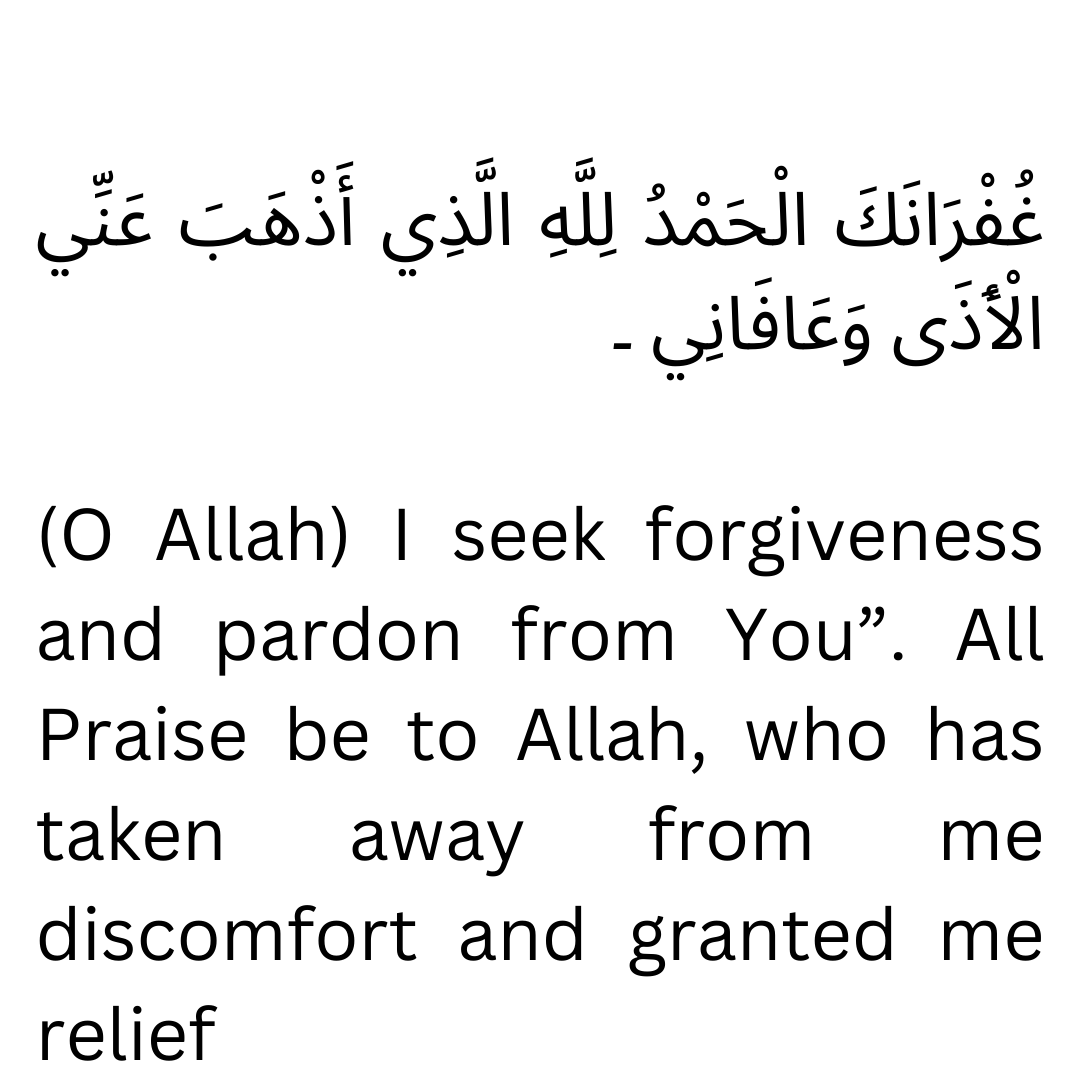 غُفْرَانَكَ الْحَمْدُ لِلَّهِ الَّذِي أَذْهَبَ عَنِّي
الْأَذَى وَعَافَانِي ۔
(O Allah) I seek forgiveness
and pardon from You”. All
Praise be to Allah, who has
taken away from me
discomfort and granted me
relief